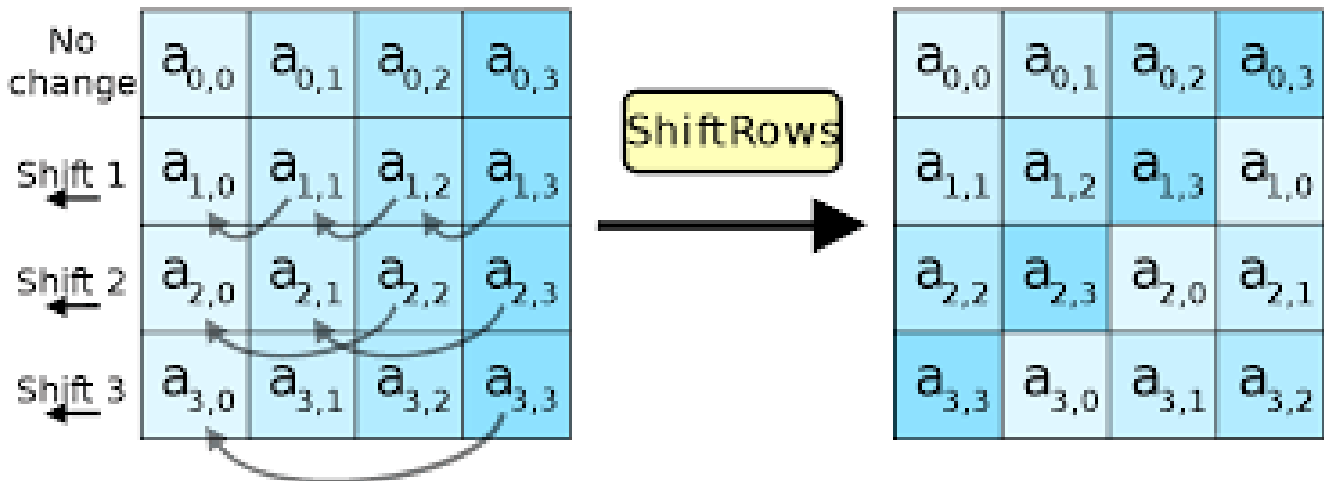 No
change
a0,0 a0,1 a0,2 a0,3
Shift 1
a1,0 a1,1 a1,2 a1,3
Shift 2
a2,0 a2,1 a2,2 a2,3
Shift 3
a3,0 a3,1 a3,2 a3,3
ShiftRows
a0,0 a0,1 a0,2 a0,3
a1,1 a1,2 a1,3 a1,0
a2,2 a2,3 a2,0 a2,1
a3,3 a3,0 a3,1 a3,2